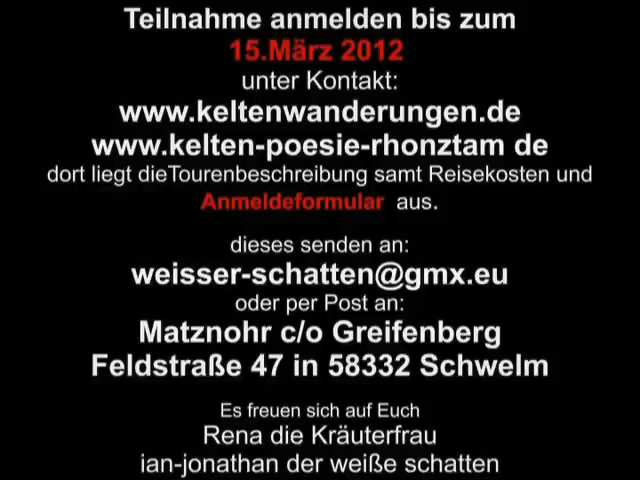 Teilnahme anmelden bis zum
15.März 2012
unter Kontakt:
www.keltenwanderungen.de
www.kelten-poesie-rhonztam de
dort liegt dieTourenbeschreibung samt Reisekosten und
Anmeldeformular aus.
dieses senden an:
weisser-schatten@gmx.eu
oder per Post an:
Matznohr c/o Greifenberg
Feldstraße 47 in 58332 Schwelm
Es freuen sich auf Euch
Rena die Kräuterfrau
ian-jonathan der weiße schatten